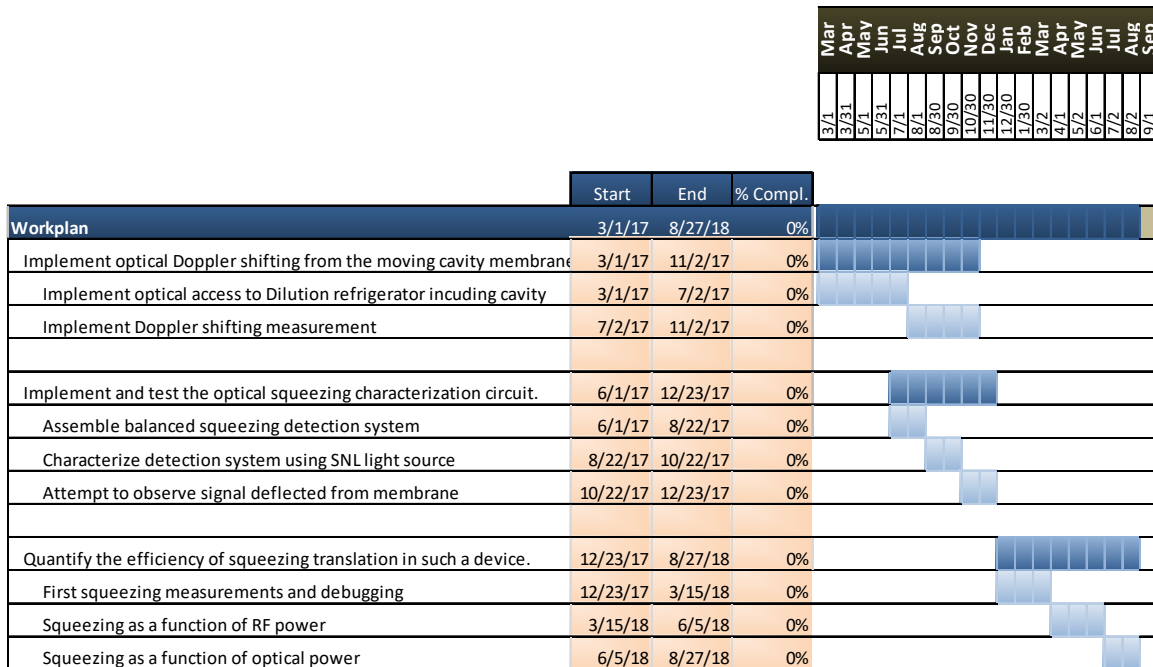 Mar Apr May Jun Jul Aug Sep Oct Nov Dec Jan Feb Mar Apr May Jun Jul Aug Sep
3/1 3/31 5/1 5/31 7/1 8/1 8/30 9/30 10/30 11/30 12/30 1/30 3/2 4/1 5/2 6/1 7/2 8/2 9/1
Start End % Compl.
Workplan 3/1/17 8/27/18 0%
Implement optical Doppler shifting from the moving cavity membrane 3/1/17 11/2/17 0%
Implement optical access to Dilution refrigerator incuding cavity 3/1/17 7/2/17 0%
Implement Doppler shifting measurement 7/2/17 11/2/17 0%
Implement and test the optical squeezing characterization circuit. 6/1/17 12/23/17 0%
Assemble balanced squeezing detection system 6/1/17 8/22/17 0%
Characterize detection system using SNL light source 8/22/17 10/22/17 0%
Attempt to observe signal deflected from membrane 10/22/17 12/23/17 0%
Quantify the efficiency of squeezing translation in such a device. 12/23/17 8/27/18 0%
First squeezing measurements and debugging 12/23/17 3/15/18 0%
Squeezing as a function of RF power 3/15/18 6/5/18 0%
Squeezing as a function of optical power 6/5/18 8/27/18 0%